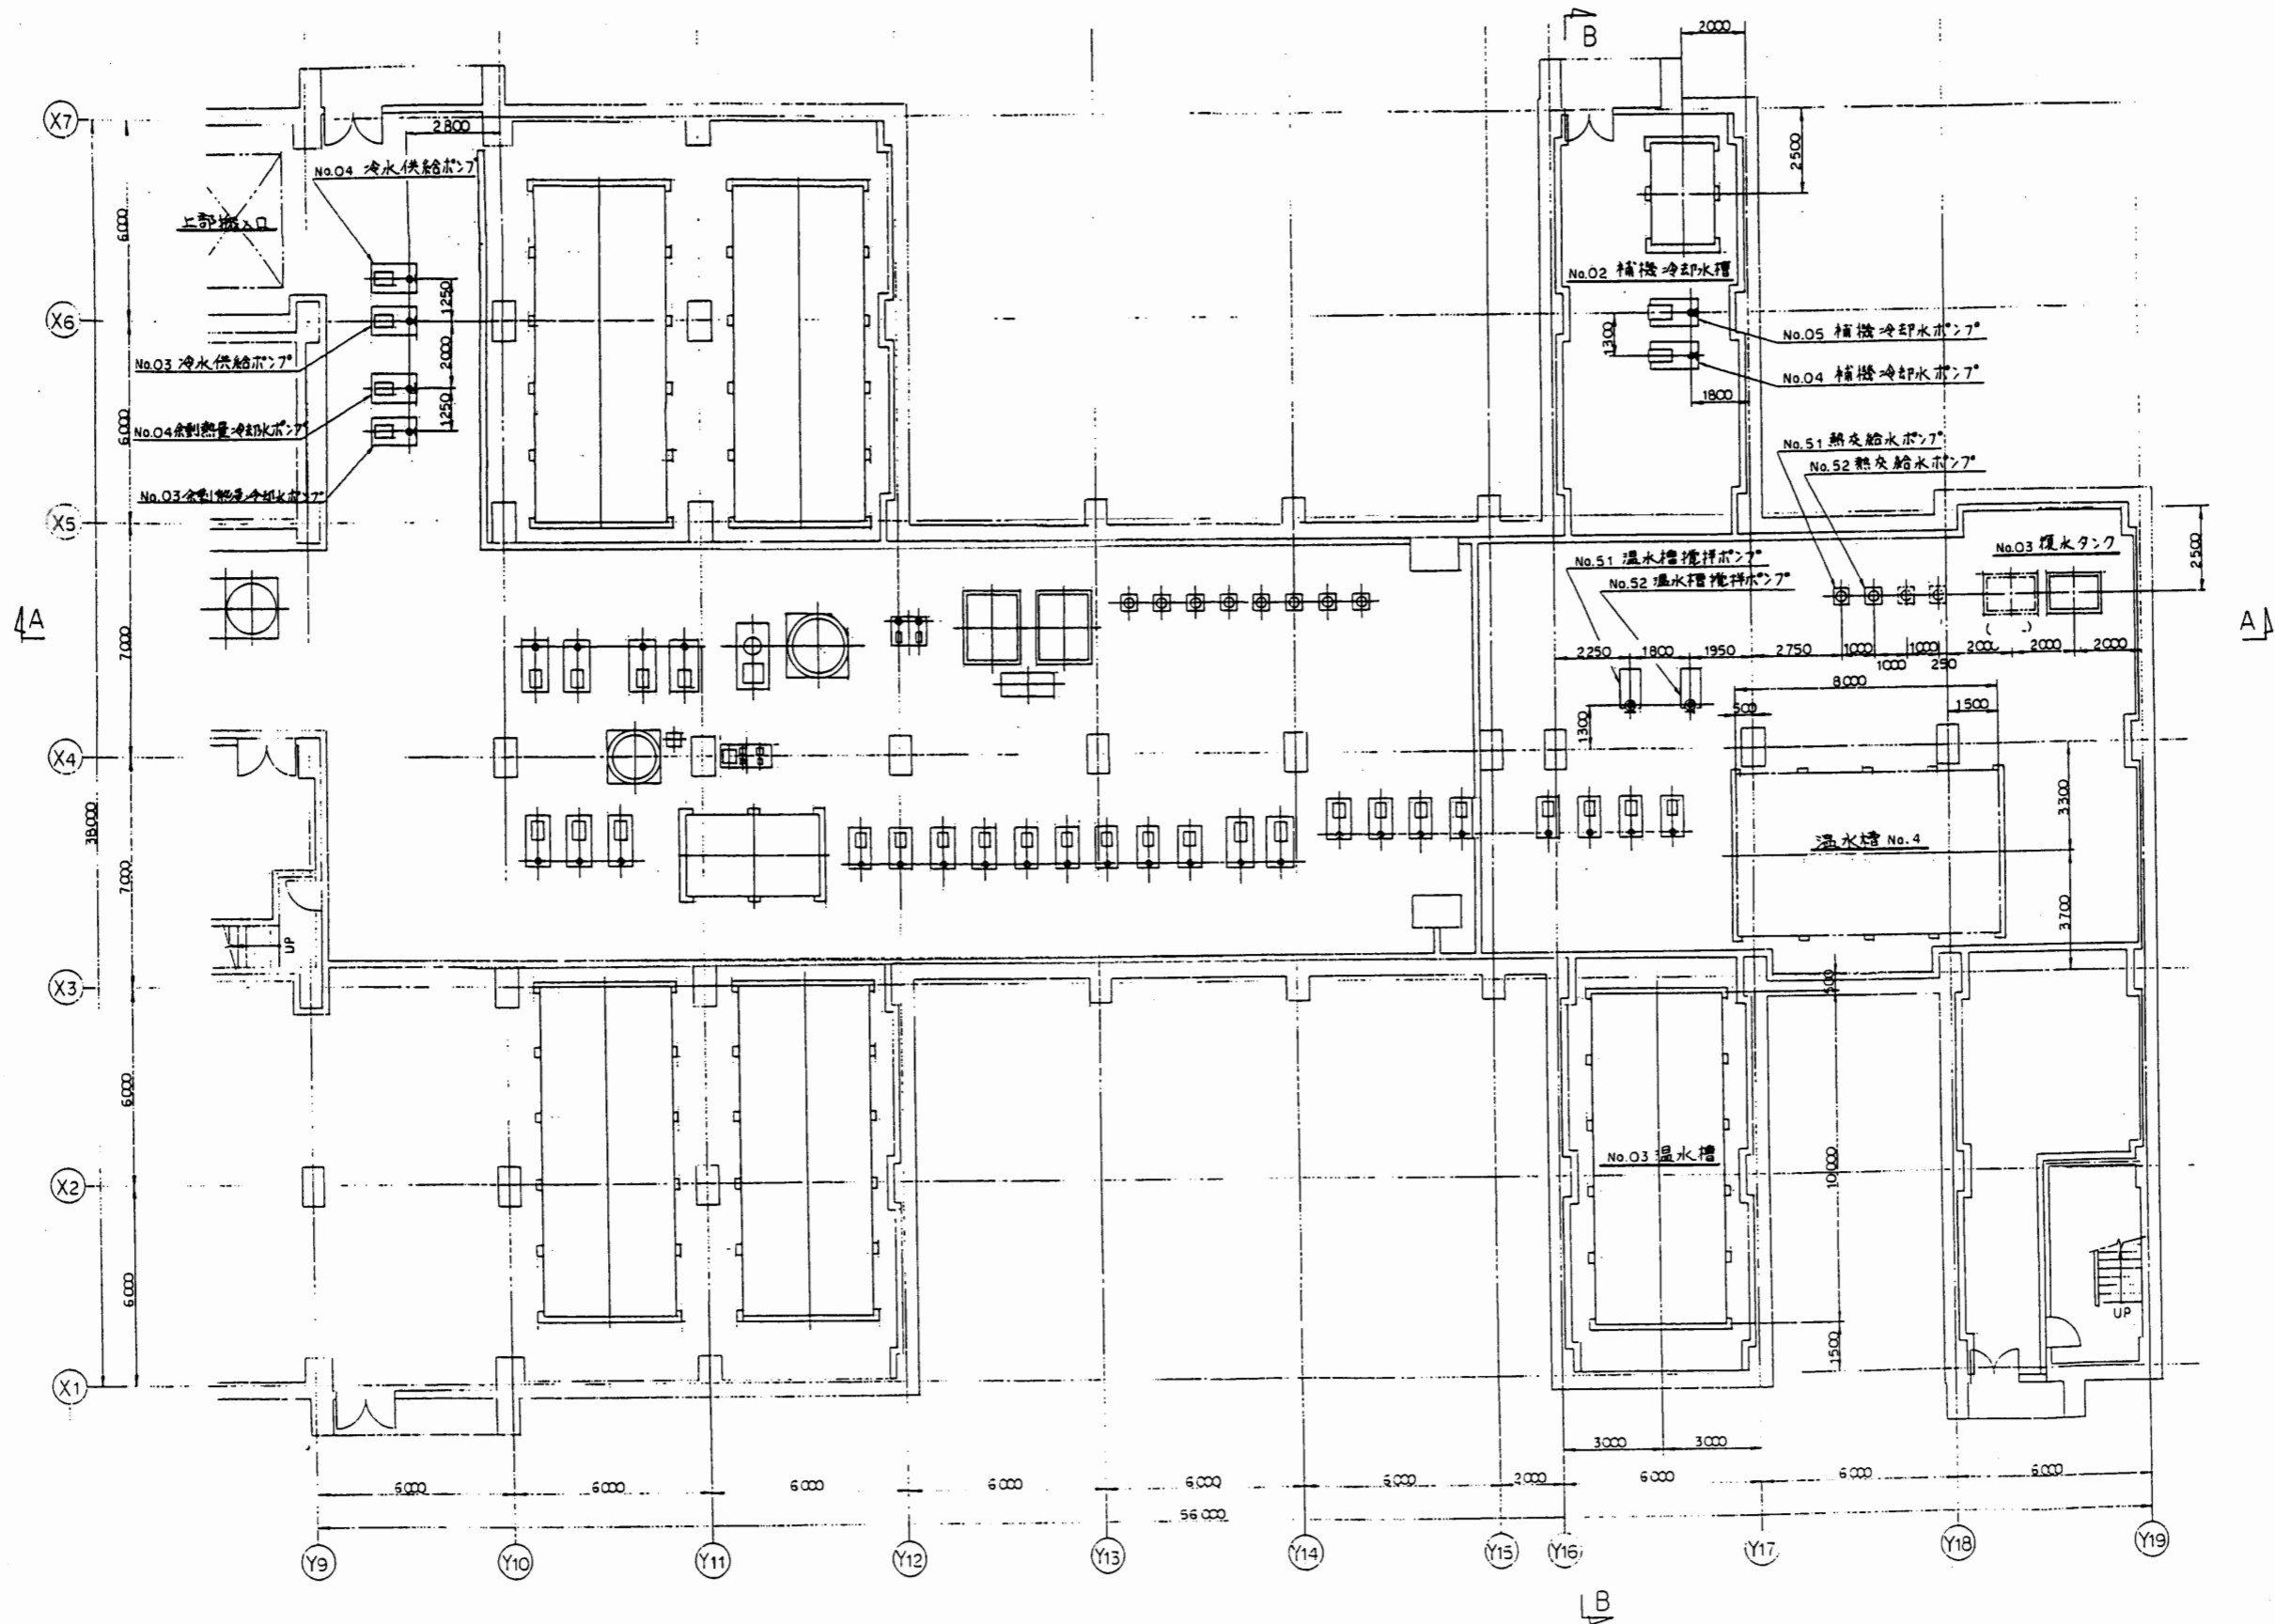 B
2000
X7
2800
2500
No.04 冷水供給ポンプ
上部搬入口
6000
No.02 補機冷却水槽
1250
X6
No.05 補機冷却水ポンプ
1300
No.03 冷水供給ポンプ
2000
No.04 補機冷却水ポンプ
1800
1250
6000
No.04 余剰熱量冷却水ポンプ
No.51 熱灰給水ポンプ
No.52 熱灰給水ポンプ
No.03 余剰熱量冷却水ポンプ
X5
No.03 復水タンク
2500
No.51 温水槽撹拌ポンプ
No.52 温水槽撹拌ポンプ
A
A
7000
2250 1800 1950 2750 1000 1000 1000 250 2000 2000 2000
8000
500
1500
1300
X4
3300
38000
温水槽 No.4
7000
3700
UP
X3
500
6000
No.03 温水槽
X2
10000
6000
UP
1500
X1
3000 3000
6000 6000 6000 6000 6000 6000 2000 6000 6000 6000
56000
Y9 Y10 Y11 Y12 Y13 Y14 Y15 Y16 Y17 Y18 Y19
B